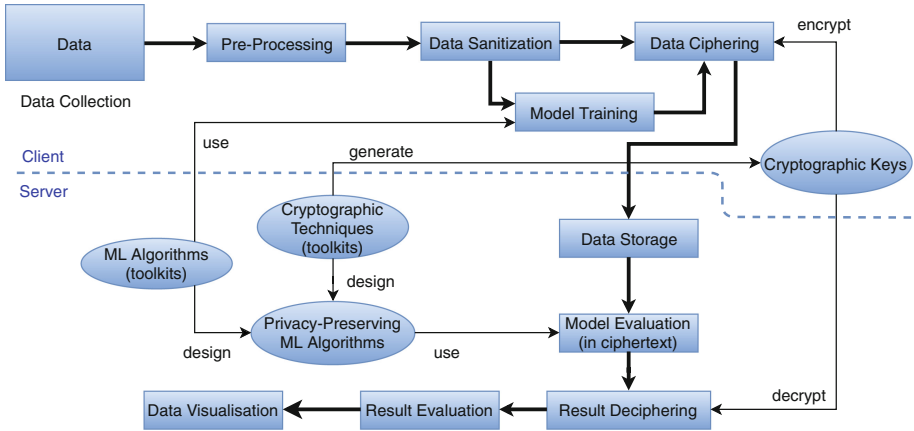 Data
Pre-Processing
Data Sanitization
Data Ciphering
encrypt
Data Collection
Model Training
use
Client
generate
Cryptographic Keys
Server
Cryptographic
Techniques
(toolkits)
Data Storage
ML Algorithms
(toolkits)
design
Privacy-Preserving
ML Algorithms
Model Evaluation
(in ciphertext)
design
use
decrypt
Data Visualisation
Result Evaluation
Result Deciphering